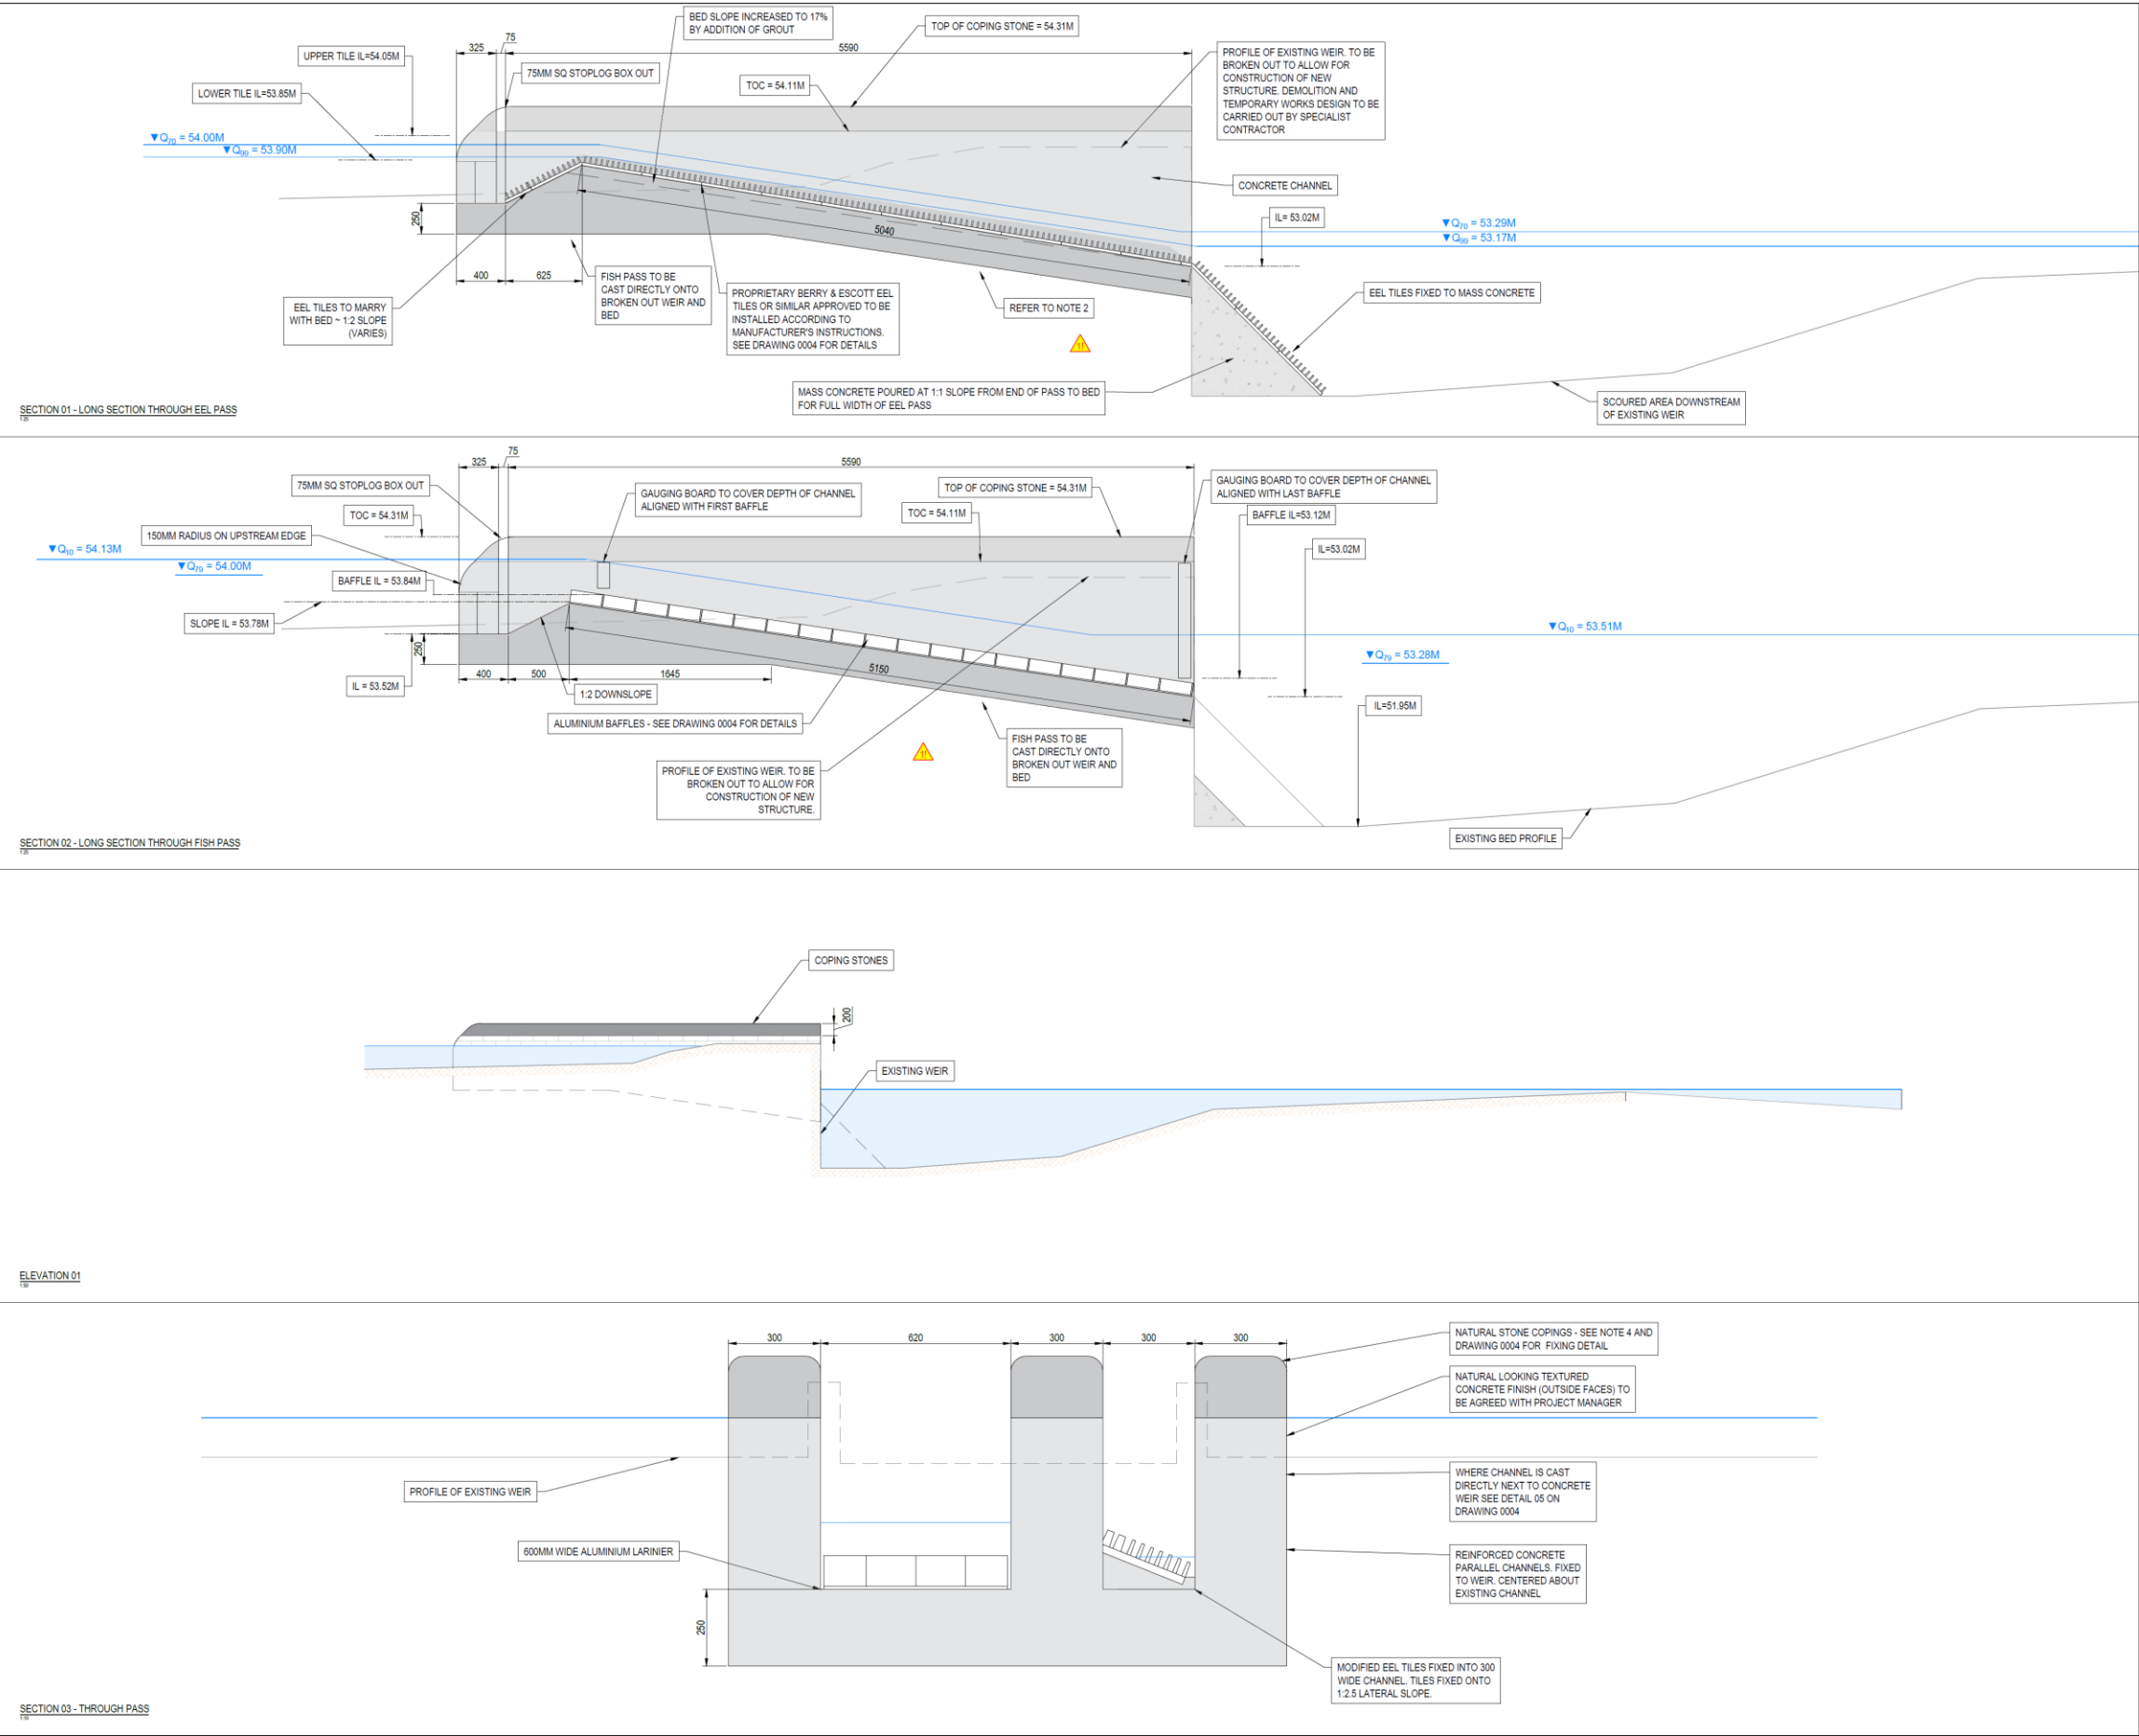 BED SLOPE INCREASED TO 17%
BY ADDITION OF GROUT
TOP OF COPING STONE = 54.31M
75
325
5590
UPPER TILE IL=54.05M
75MM SQ STOPLOG BOX OUT
TOC = 54.11M
PROFILE OF EXISTING WEIR. TO BE
BROKEN OUT TO ALLOW FOR
CONSTRUCTION OF NEW
STRUCTURE. DEMOLITION AND
TEMPORARY WORKS DESIGN TO BE
CARRIED OUT BY SPECIALIST
CONTRACTOR
LOWER TILE IL=53.85M
▼Q70 = 54.00M
▼Q99 = 53.90M
CONCRETE CHANNEL
IL= 53.02M
250
5040
▼Q70 = 53.29M
▼Q99 = 53.17M
400
625
EEL TILES TO MARRY
WITH BED ~ 1:2 SLOPE
(VARIES)
FISH PASS TO BE
CAST DIRECTLY ONTO
BROKEN OUT WEIR AND
BED
PROPRIETARY BERRY & ESCOTT EEL
TILES OR SIMILAR APPROVED TO BE
INSTALLED ACCORDING TO
MANUFACTURER'S INSTRUCTIONS.
SEE DRAWING 0004 FOR DETAILS
REFER TO NOTE 2
EEL TILES FIXED TO MASS CONCRETE
!!
MASS CONCRETE POURED AT 1:1 SLOPE FROM END OF PASS TO BED
FOR FULL WIDTH OF EEL PASS
SCOURED AREA DOWNSTREAM
OF EXISTING WEIR
SECTION 01 - LONG SECTION THROUGH EEL PASS
75
325
5590
75MM SQ STOPLOG BOX OUT
GAUGING BOARD TO COVER DEPTH OF CHANNEL
ALIGNED WITH FIRST BAFFLE
TOP OF COPING STONE = 54.31M
GAUGING BOARD TO COVER DEPTH OF CHANNEL
ALIGNED WITH LAST BAFFLE
TOC = 54.31M
TOC = 54.11M
BAFFLE IL=53.12M
150MM RADIUS ON UPSTREAM EDGE
▼Q10 = 54.13M
▼Q79 = 54.00M
IL=53.02M
BAFFLE IL = 53.84M
SLOPE IL = 53.78M
▼Q10 = 53.51M
250
▼Q79 = 53.28M
5150
400
500
1645
IL = 53.52M
1:2 DOWNSLOPE
IL=51.95M
ALUMINIUM BAFFLES - SEE DRAWING 0004 FOR DETAILS
!!
FISH PASS TO BE
CAST DIRECTLY ONTO
BROKEN OUT WEIR AND
BED
PROFILE OF EXISTING WEIR. TO BE
BROKEN OUT TO ALLOW FOR
CONSTRUCTION OF NEW
STRUCTURE.
EXISTING BED PROFILE
SECTION 02 - LONG SECTION THROUGH FISH PASS
COPING STONES
200
EXISTING WEIR
ELEVATION 01
300
620
300
300
300
NATURAL STONE COPINGS - SEE NOTE 4 AND
DRAWING 0004 FOR FIXING DETAIL
NATURAL LOOKING TEXTURED
CONCRETE FINISH (OUTSIDE FACES) TO
BE AGREED WITH PROJECT MANAGER
PROFILE OF EXISTING WEIR
WHERE CHANNEL IS CAST
DIRECTLY NEXT TO CONCRETE
WEIR SEE DETAIL 05 ON
DRAWING 0004
600MM WIDE ALUMINIUM LARINIER
REINFORCED CONCRETE
PARALLEL CHANNELS. FIXED
TO WEIR. CENTERED ABOUT
EXISTING CHANNEL
250
MODIFIED EEL TILES FIXED INTO 300
WIDE CHANNEL. TILES FIXED ONTO
1:2.5 LATERAL SLOPE.
SECTION 03 - THROUGH PASS